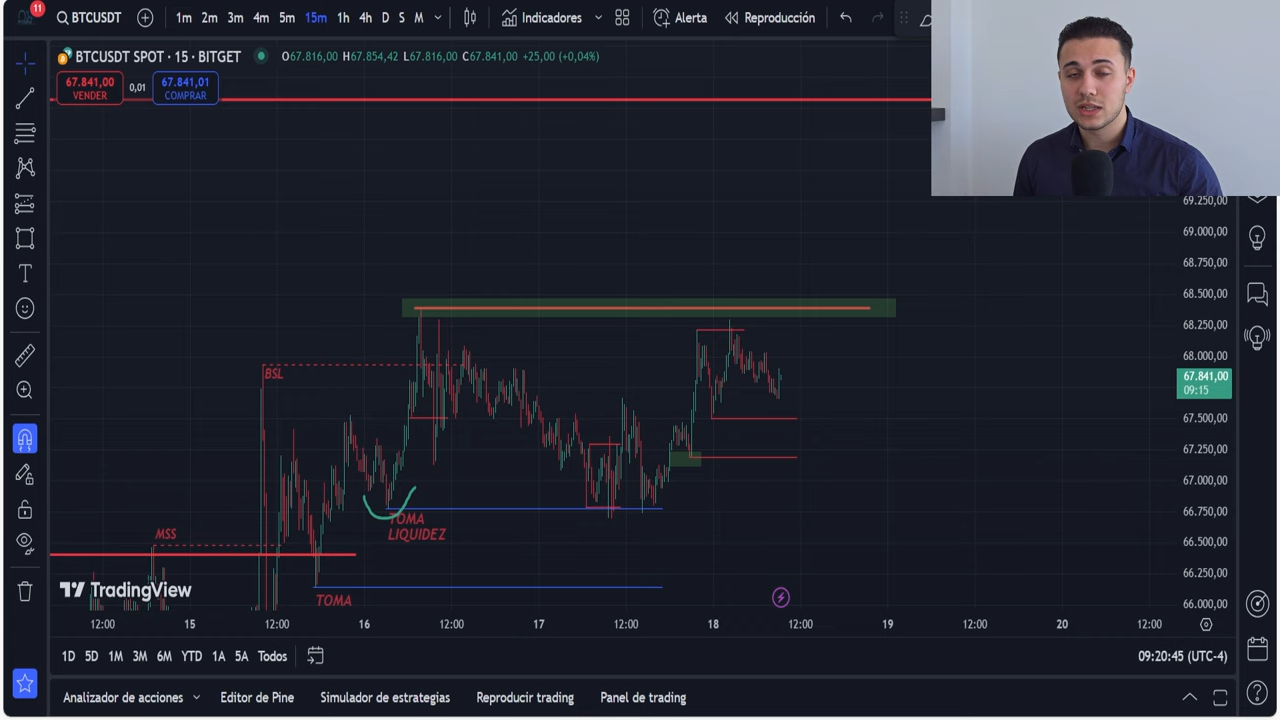 11
BTCUSDT
1m 2m 3m 4m 5m 15m 1h 4h D S M
Indicadores
Alerta
Reproducción
BTCUSDT SPOT · 15 · BITGET
O67.816,00 H67.854,42 L67.816,00 C67.841,00 +25,00 (+0,04%)
67.841,00
VENDER
0,01
67.841,01
COMPRAR
69.250,00
69.000,00
68.750,00
68.500,00
68.250,00
68.000,00
67.841,00
09:15
67.500,00
67.250,00
67.000,00
66.750,00
66.500,00
66.250,00
66.000,00
BSL
MSS
TOMA
LIQUIDEZ
TOMA
TradingView
12:00 15 12:00 16 12:00 17 12:00 18 12:00 19 12:00 20 12:00
1D 5D 1M 3M 6M YTD 1A 5A Todos
09:20:45 (UTC-4)
Analizador de acciones
Editor de Pine
Simulador de estrategias
Reproducir trading
Panel de trading